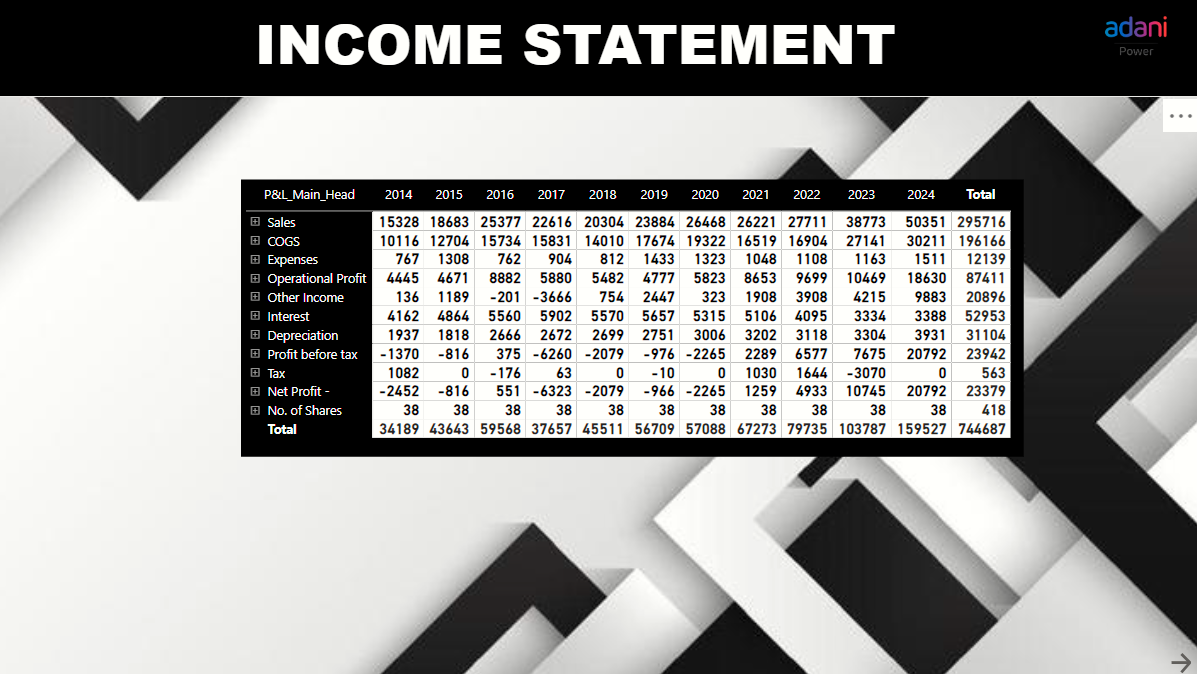 INCOME STATEMENT
adani
Power
P&L_Main_Head 2014 2015 2016 2017 2018 2019 2020 2021 2022 2023 2024 Total
Sales 15328 18683 25377 22616 20304 23884 26468 26221 27711 38773 50351 295716
COGS 10116 12704 15734 15831 14010 17674 19322 16519 16904 27141 30211 196166
Expenses 767 1308 762 904 812 1433 1323 1048 1108 1163 1511 12139
Operational Profit 4445 4671 8882 5880 5482 4777 5823 8653 9699 10469 18630 87411
Other Income 136 1189 -201 -3666 754 2447 323 1908 3908 4215 9883 20896
Interest 4162 4864 5560 5902 5570 5657 5315 5106 4095 3334 3388 52953
Depreciation 1937 1818 2666 2672 2699 2751 3006 3202 3118 3304 3931 31104
Profit before tax -1370 -816 375 -6260 -2079 -976 -2265 2289 6577 7675 20792 23942
Tax 1082 0 -176 63 0 -10 0 1030 1644 -3070 0 563
Net Profit - -2452 -816 551 -6323 -2079 -966 -2265 1259 4933 10745 20792 23379
No. of Shares 38 38 38 38 38 38 38 38 38 38 38 418
Total 34189 43643 59568 37657 45511 56709 57088 67273 79735 103787 159527 744687